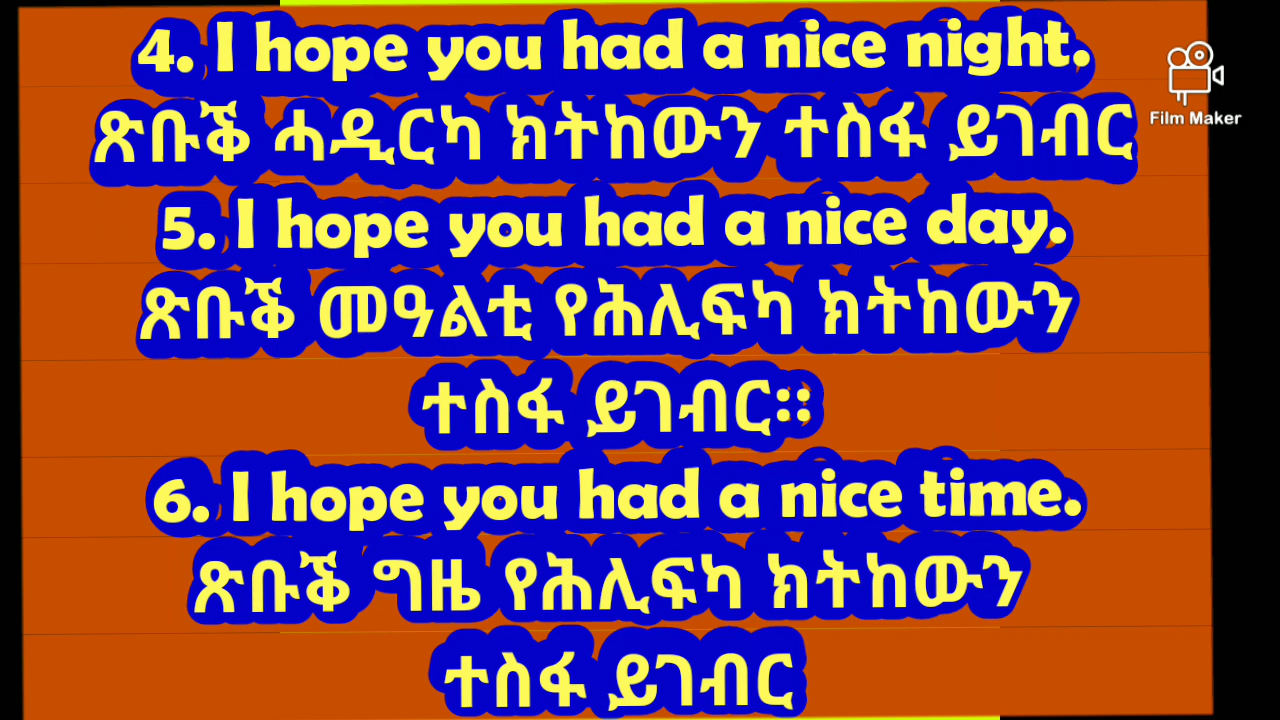 4. I hope you had a nice night.
ጽቡቕ ሓዲርካ ክትከውን ተስፋ ይገብር
Film Maker
5. I hope you had a nice day.
ጽቡቕ መዓልቲ የሕሊፍካ ክትከውን
ተስፋ ይገብር።
6. I hope you had a nice time.
ጽቡቕ ግዜ የሕሊፍካ ክትከውን
ተስፋ ይገብር